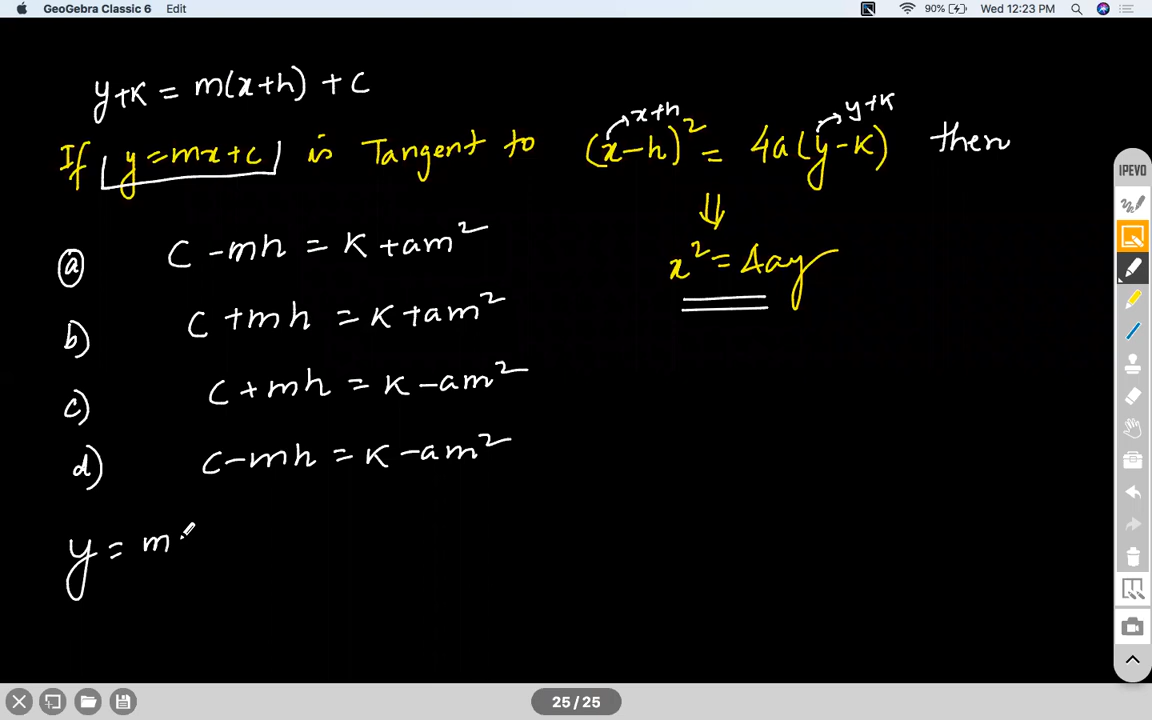 GeoGebra Classic 6 Edit 90% Wed 12:23 PM
y+k = m(x+h) + c
x+h y+k
If y = mx+c is Tangent to (x-h)² = 4a(y-k) then
⇓
x² = 4ay
a) c - mh = k + am²
b) c + mh = k + am²
c) c + mh = k - am²
d) c - mh = k - am²
y = m
IPEVO
25 / 25